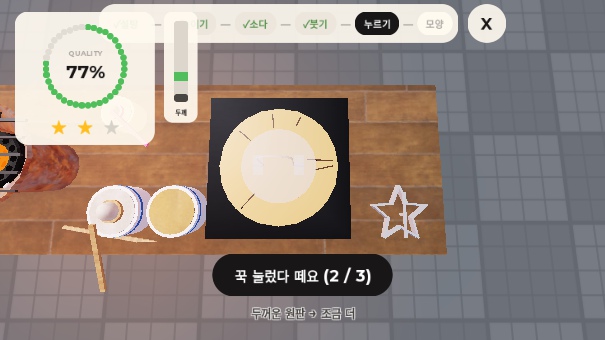 ✓소다
✓붓기
누르기
모양
X
QUALITY
77%
두께
꾹 눌렀다 떼요 (2 / 3)
두꺼운 원판 → 조금 더